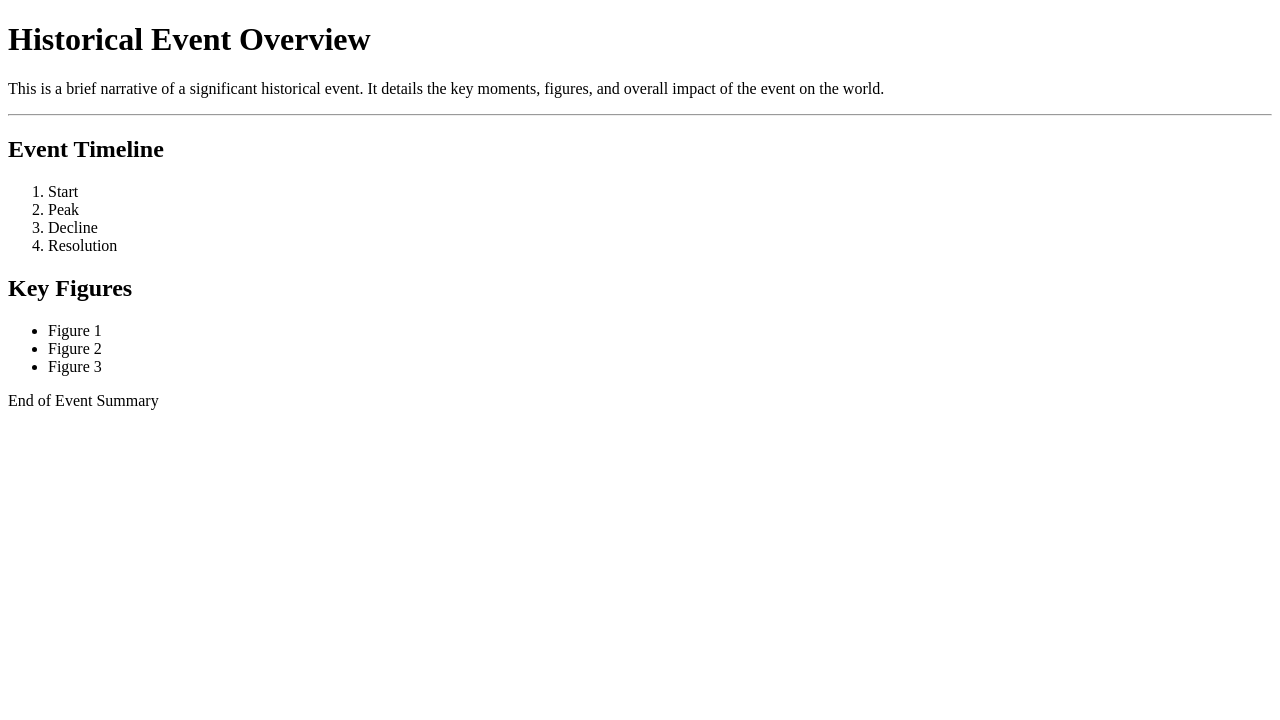 Historical Event Overview
This is a brief narrative of a significant historical event. It details the key moments, figures, and overall impact of the event on the world.
Event Timeline
1. Start
2. Peak
3. Decline
4. Resolution
Key Figures
• Figure 1
• Figure 2
• Figure 3
End of Event Summary